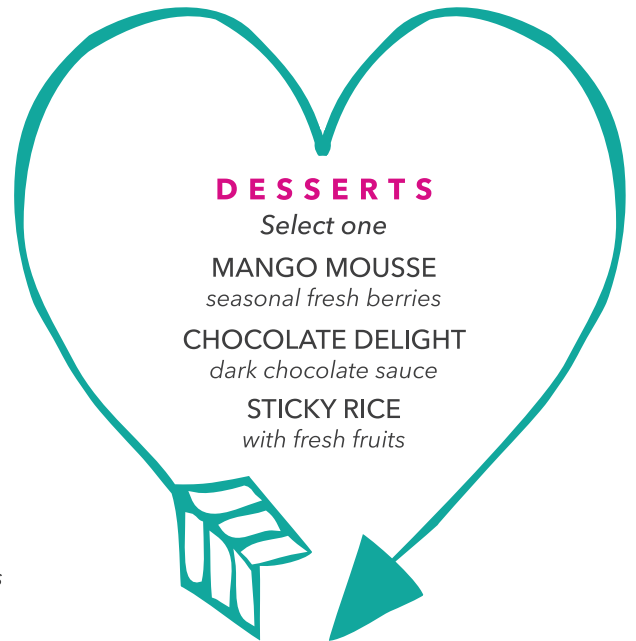 DESSERTS
Select one
MANGO MOUSSE
seasonal fresh berries
CHOCOLATE DELIGHT
dark chocolate sauce
STICKY RICE
with fresh fruits